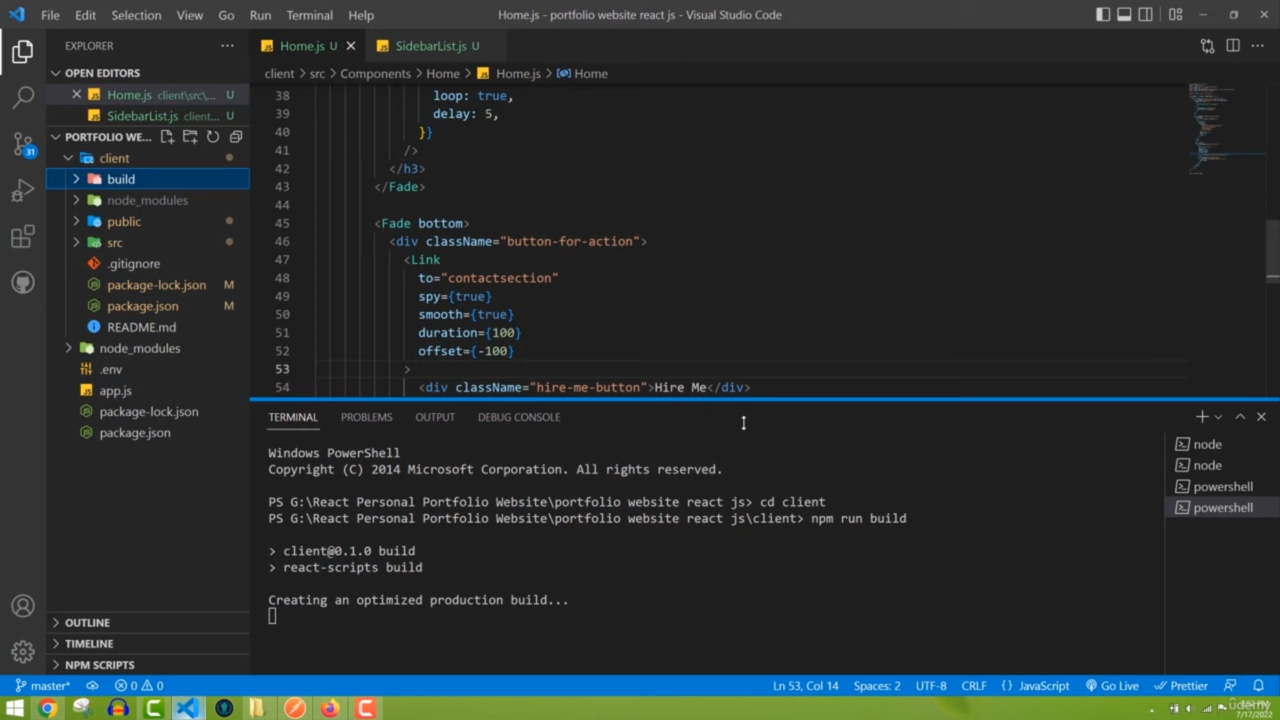 File Edit Selection View Go Run Terminal Help
Home.js - portfolio website react js - Visual Studio Code
EXPLORER
OPEN EDITORS
Home.js client\src\... U
SidebarList.js client... U
PORTFOLIO WE...
client
build
node_modules
public
src
.gitignore
package-lock.json M
package.json M
README.md
node_modules
.env
app.js
package-lock.json
package.json
OUTLINE
TIMELINE
NPM SCRIPTS
31
Home.js U
SidebarList.js U
client > src > Components > Home > Home.js > Home
38 loop: true,
39 delay: 5,
40 }}
41 />
42 </h3>
43 </Fade>
44
45 <Fade bottom>
46 <div className="button-for-action">
47 <Link
48 to="contactsection"
49 spy={true}
50 smooth={true}
51 duration={100}
52 offset={-100}
53 >
54 <div className="hire-me-button">Hire Me</div>
TERMINAL PROBLEMS OUTPUT DEBUG CONSOLE
Windows PowerShell
Copyright (C) 2014 Microsoft Corporation. All rights reserved.
PS G:\React Personal Portfolio Website\portfolio website react js> cd client
PS G:\React Personal Portfolio Website\portfolio website react js\client> npm run build
> client@0.1.0 build
> react-scripts build
Creating an optimized production build...
node
node
powershell
powershell
master* 0 0 Ln 53, Col 14 Spaces: 2 UTF-8 CRLF {} JavaScript Go Live Prettier
udemy
7/17/2022